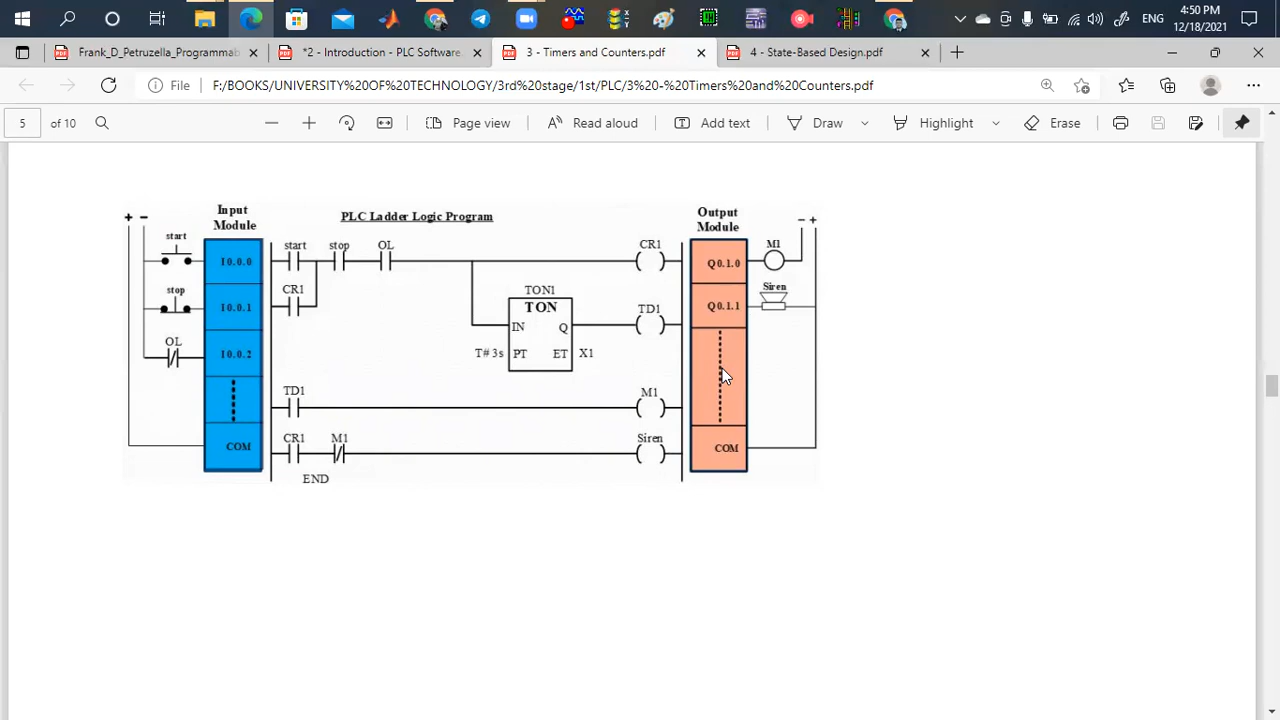 4:50 PM
ENG
12/18/2021
Frank_D_Petruzella_Programmab
*2 - Introduction - PLC Software.
3 - Timers and Counters.pdf
4 - State-Based Design.pdf
File
F:/BOOKS/UNIVERSITY%20OF%20TECHNOLOGY/3rd%20stage/1st/PLC/3%20-%20Timers%20and%20Counters.pdf
5 of 10
Page view
Read aloud
Add text
Draw
Highlight
Erase
Input Module
PLC Ladder Logic Program
Output Module
+ -
- +
start
I0.0.0
start
stop
OL
CR1
Q0.1.0
M1
stop
I0.0.1
CR1
TON1
TON
TD1
Q0.1.1
Siren
IN
Q
OL
I0.0.2
T#3s
PT
ET
X1
TD1
M1
COM
CR1
M1
Siren
COM
END